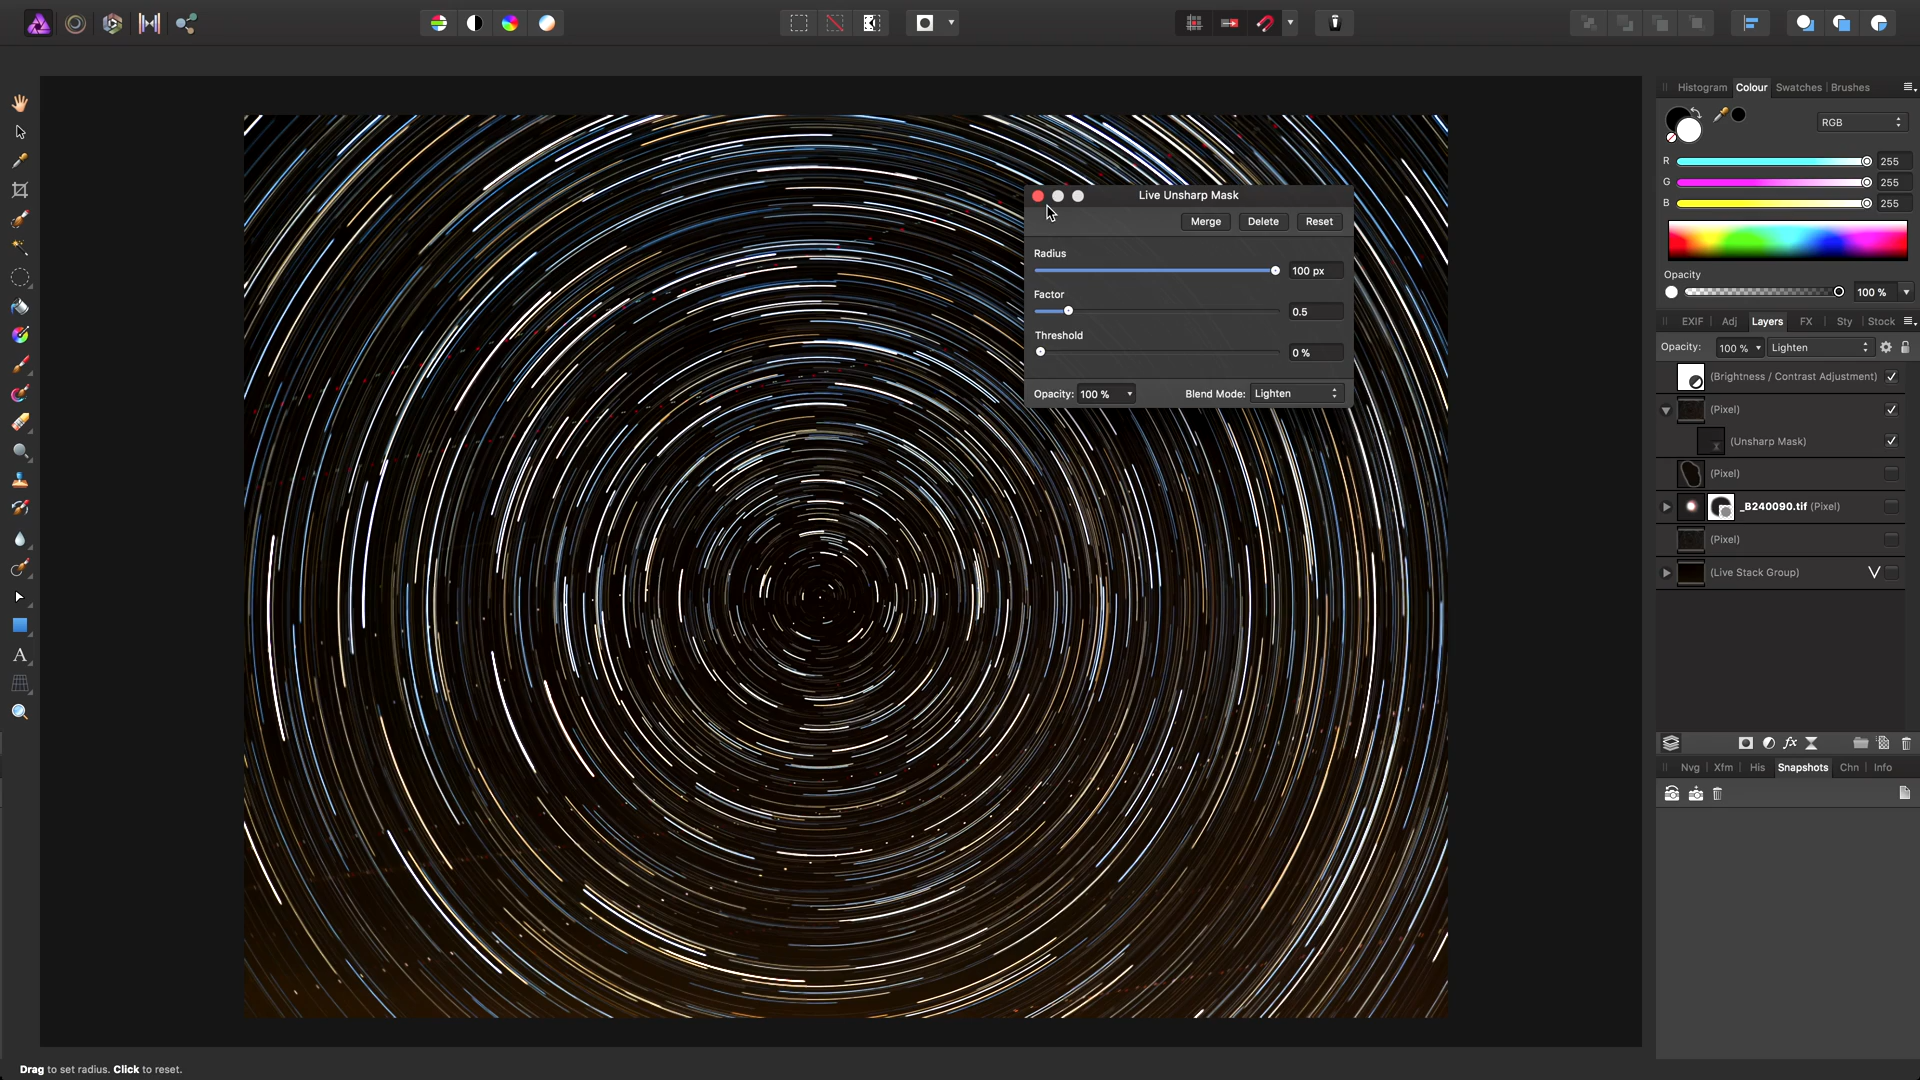 Histogram Colour Swatches Brushes
RGB
R 255
G 255
B 255
Opacity
100 %
EXIF Adj Layers FX Sty Stock
Opacity: 100 % Lighten
(Brightness / Contrast Adjustment)
(Pixel)
(Unsharp Mask)
(Pixel)
_B240090.tif (Pixel)
(Pixel)
(Live Stack Group)
fx
Nvg Xfm His Snapshots Chn Info
Live Unsharp Mask
Merge Delete Reset
Radius
100 px
Factor
0.5
Threshold
0 %
Opacity: 100 % Blend Mode: Lighten
A
Drag to set radius. Click to reset.